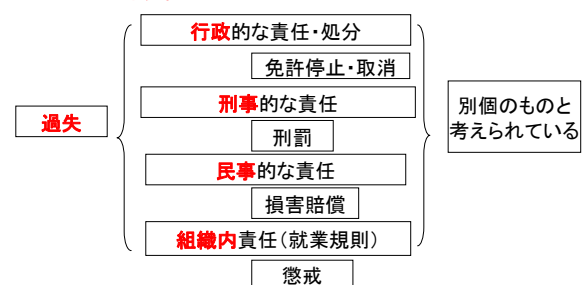 行政的な責任・処分
免許停止・取消
刑事的な責任
刑罰
過失
民事的な責任
損害賠償
組織内責任（就業規則）
懲戒
別個のものと
考えられている